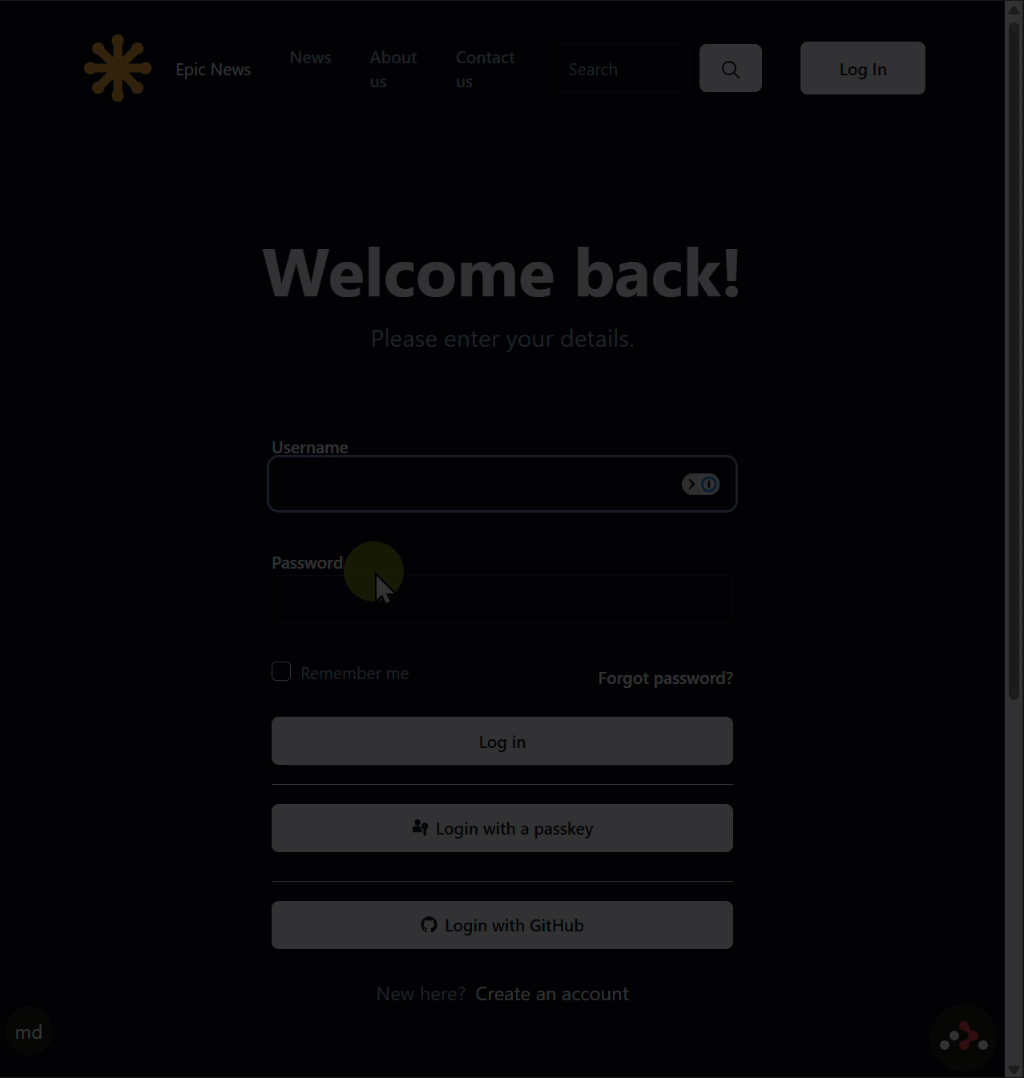 Epic News
News
About
us
Contact
us
Search
Log In
Welcome back!
Please enter your details.
Username
Password
Remember me
Forgot password?
Log in
Login with a passkey
Login with GitHub
New here? Create an account
md